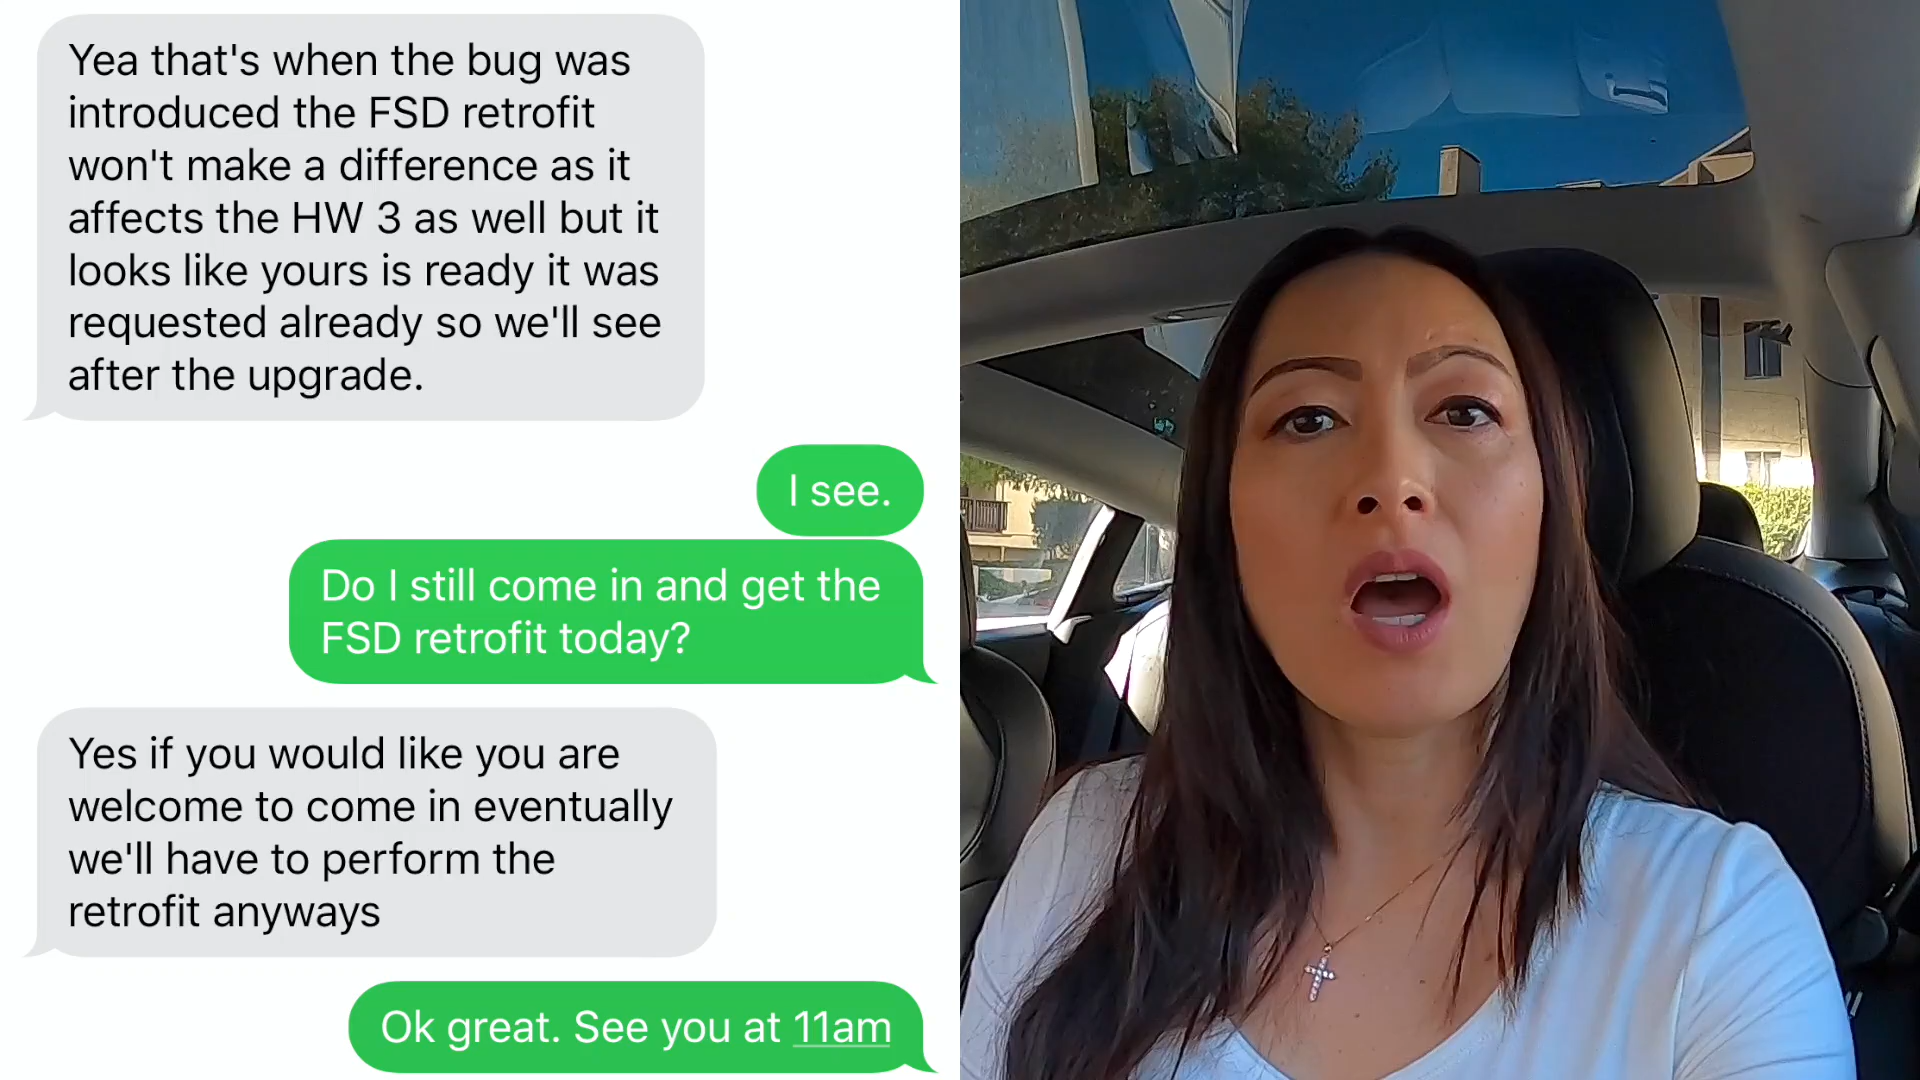 Yea that's when the bug was
introduced the FSD retrofit
won't make a difference as it
affects the HW 3 as well but it
looks like yours is ready it was
requested already so we'll see
after the upgrade.
I see.
Do I still come in and get the
FSD retrofit today?
Yes if you would like you are
welcome to come in eventually
we'll have to perform the
retrofit anyways
Ok great. See you at 11am